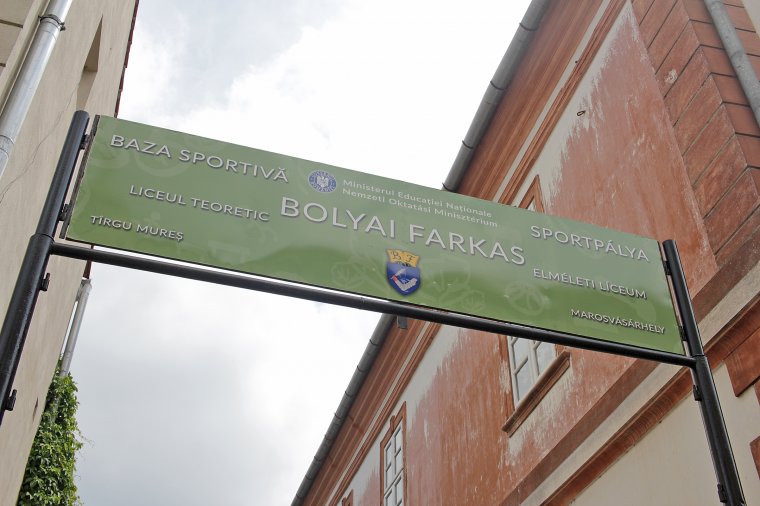 BAZA SPORTIVĂ
LICEUL TEORETIC
TÎRGU MUREȘ
Ministerul Educației Naționale
Nemzeti Oktatási Minisztérium
BOLYAI FARKAS
SPORTPÁLYA
ELMÉLETI LÍCEUM
MAROSVÁSÁRHELY